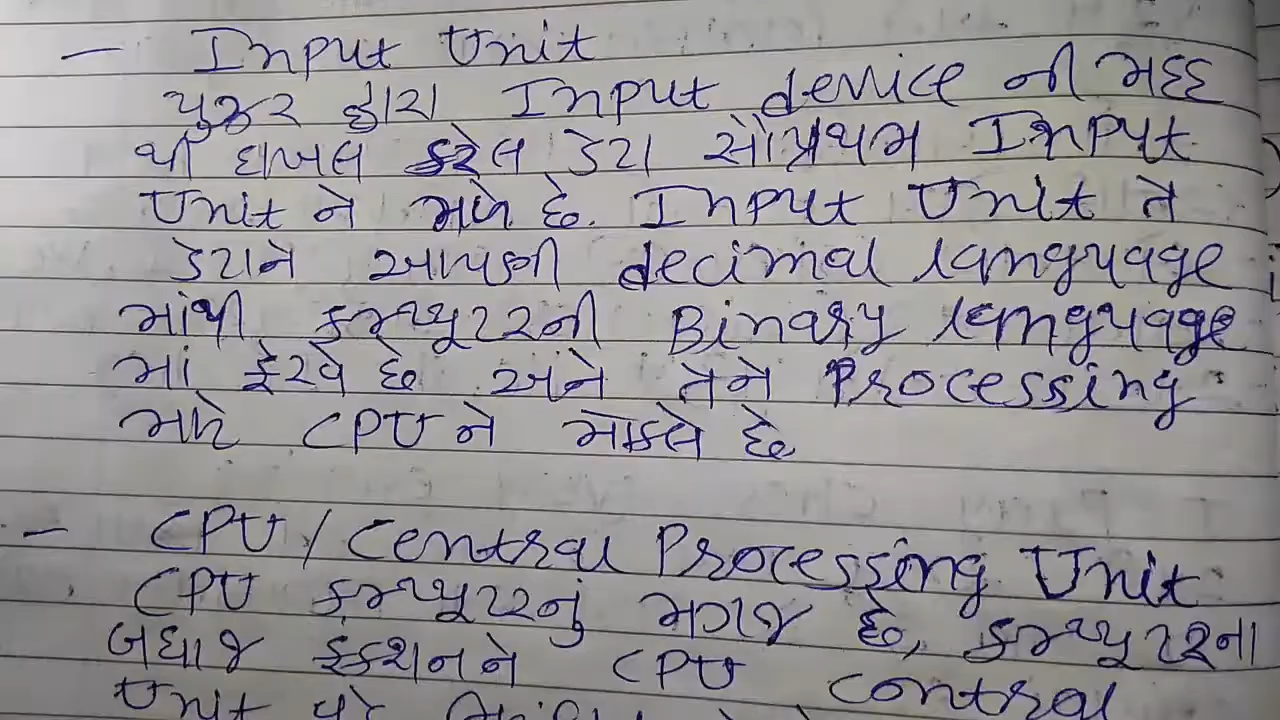 - Input Unit
યુઝર દ્વારા Input device ની મદદ
થી દાખલ કરેલ ડેટા સૌપ્રથમ Input
Unit ને મળે છે. Input Unit તે
ડેટાને આપણી decimal language
માંથી કમ્પ્યુટરની Binary language
માં ફેરવે છે અને તેને Processing
માટે CPU ને મોકલે છે
- CPU / Central Processing Unit
CPU કમ્પ્યુટરનું મગજ છે, કમ્પ્યુટરના
બધાજ ફંકશનને CPU Control
Unit